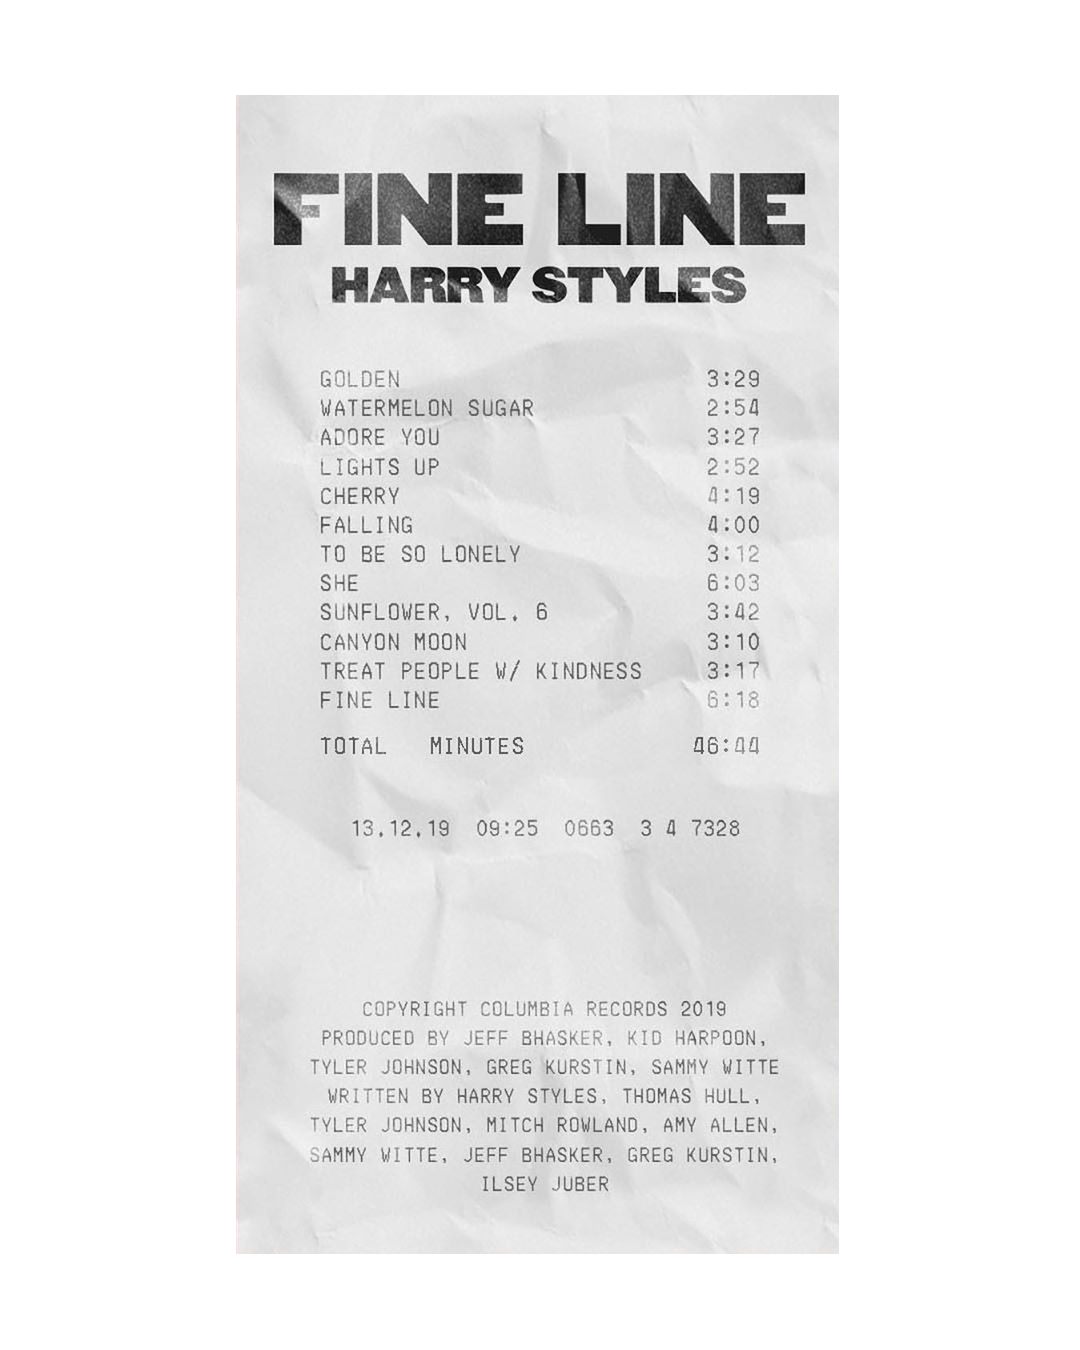 FINE LINE
HARRY STYLES
GOLDEN 3:29
WATERMELON SUGAR 2:54
ADORE YOU 3:27
LIGHTS UP 2:52
CHERRY 4:19
FALLING 4:00
TO BE SO LONELY 3:12
SHE 6:03
SUNFLOWER, VOL. 6 3:42
CANYON MOON 3:10
TREAT PEOPLE W/ KINDNESS 3:17
FINE LINE 6:18
TOTAL MINUTES 46:44
13.12.19 09:25 0663 3 4 7328
COPYRIGHT COLUMBIA RECORDS 2019
PRODUCED BY JEFF BHASKER, KID HARPOON,
TYLER JOHNSON, GREG KURSTIN, SAMMY WITTE
WRITTEN BY HARRY STYLES, THOMAS HULL,
TYLER JOHNSON, MITCH ROWLAND, AMY ALLEN,
SAMMY WITTE, JEFF BHASKER, GREG KURSTIN,
ILSEY JUBER